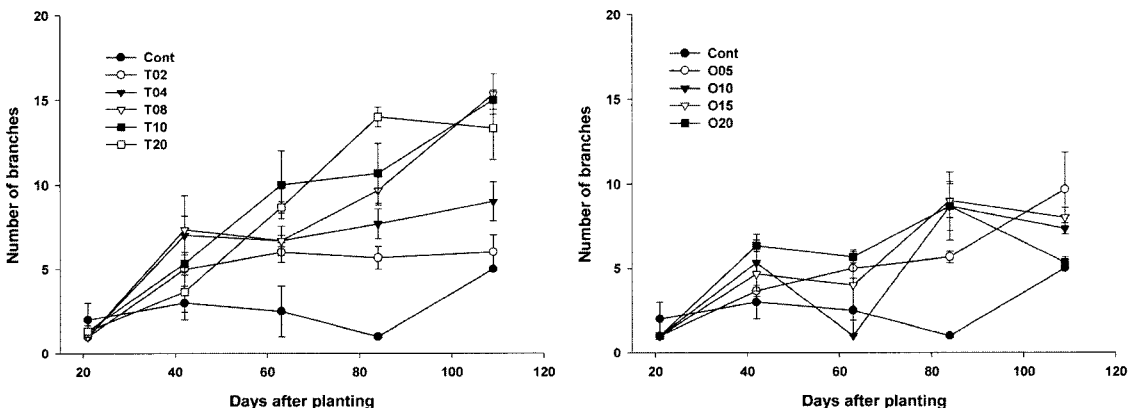 20
15
10
5
0
Number of branches
Cont
T02
T04
T08
T10
T20
20 40 60 80 100 120
Days after planting
20
15
10
5
0
Number of branches
Cont
O05
O10
O15
O20
20 40 60 80 100 120
Days after planting